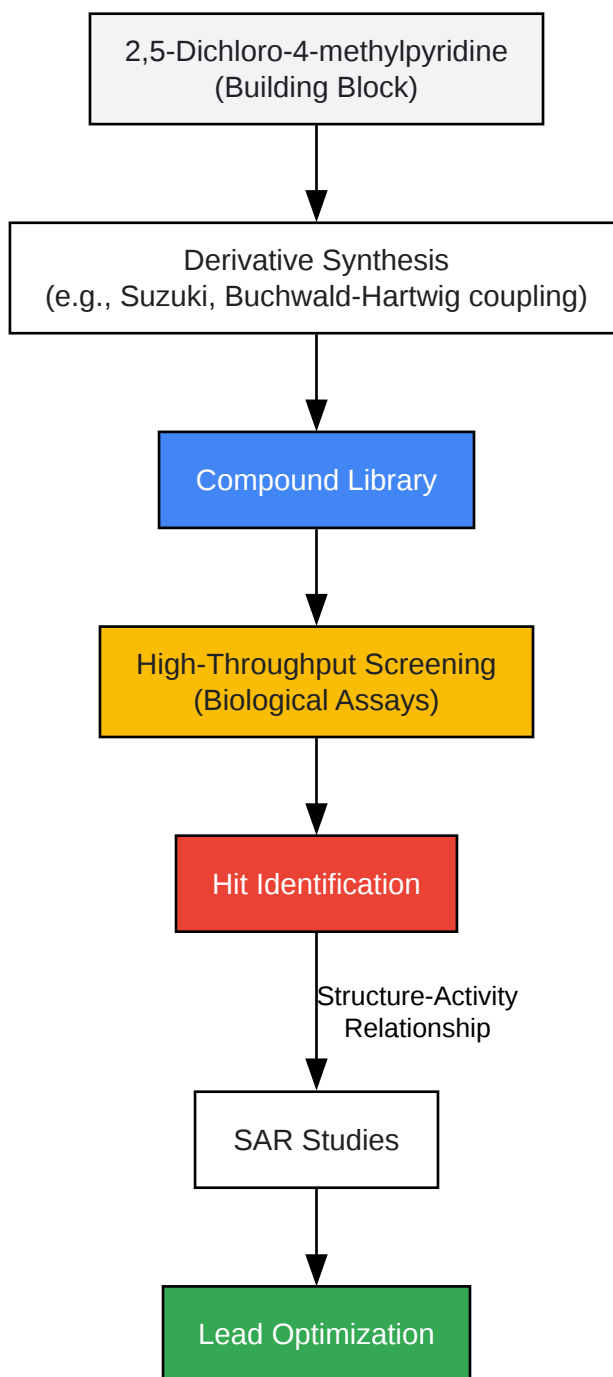 2,5-Dichloro-4-methylpyridine
(Building Block)
Derivative Synthesis
(e.g., Suzuki, Buchwald-Hartwig coupling)
Compound Library
High-Throughput Screening
(Biological Assays)
Hit Identification
Structure-Activity
Relationship
SAR Studies
Lead Optimization